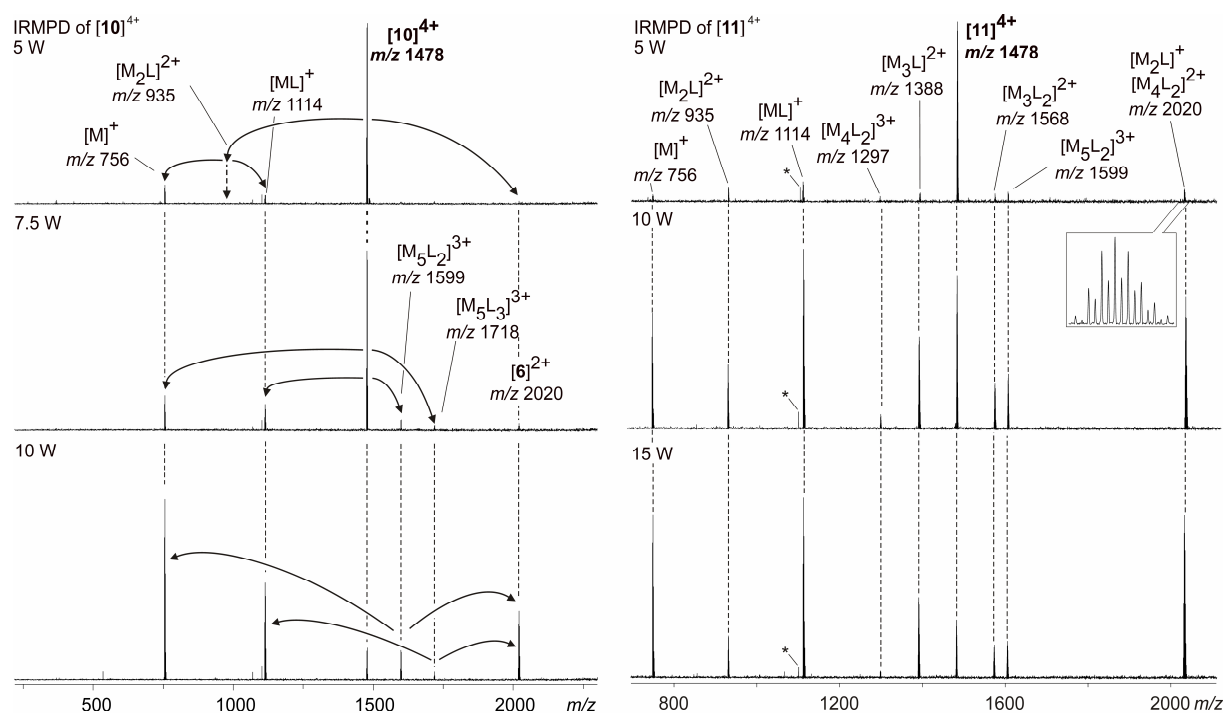 IRMPD of [10]⁴⁺
5 W
[10]⁴⁺
m/z 1478
[M₂L]²⁺
m/z 935
[ML]⁺
m/z 1114
[M]⁺
m/z 756
7.5 W
[M₅L₂]³⁺
m/z 1599
[M₅L₃]³⁺
m/z 1718
[6]²⁺
m/z 2020
10 W
500 1000 1500 2000 m/z
IRMPD of [11]⁴⁺
5 W
[11]⁴⁺
m/z 1478
[M₂L]⁺
[M₄L₂]²⁺
m/z 2020
[M₃L]²⁺
m/z 1388
[M₂L]²⁺
m/z 935
[M₃L₂]²⁺
m/z 1568
[ML]⁺
m/z 1114
[M₄L₂]³⁺
m/z 1297
[M]⁺
m/z 756
[M₅L₂]³⁺
m/z 1599
*
10 W
*
15 W
*
800 1200 1600 2000 m/z